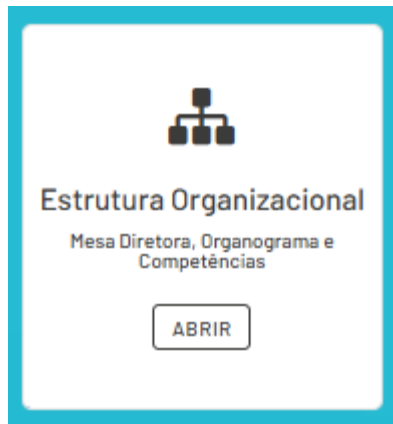 Estrutura Organizacional
Mesa Diretora, Organograma e
Competências
ABRIR